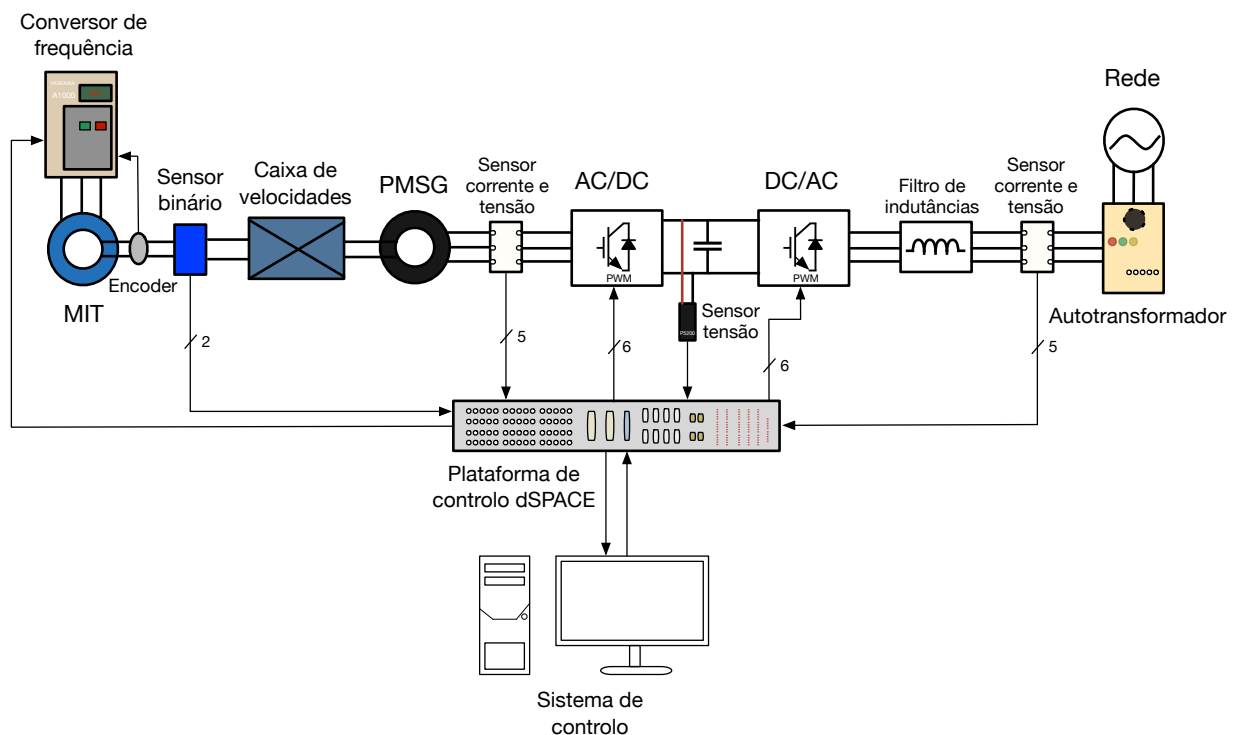 Conversor de
frequência
A1000
Sensor
binário
Caixa de
velocidades
PMSG
Sensor
corrente e
tensão
AC/DC
DC/AC
Filtro de
indutâncias
Sensor
corrente e
tensão
Rede
PWM
PWM
Encoder
MIT
Sensor
tensão
P5200
Autotransformador
2
5
6
6
5
Plataforma de
controlo dSPACE
Sistema de
controlo